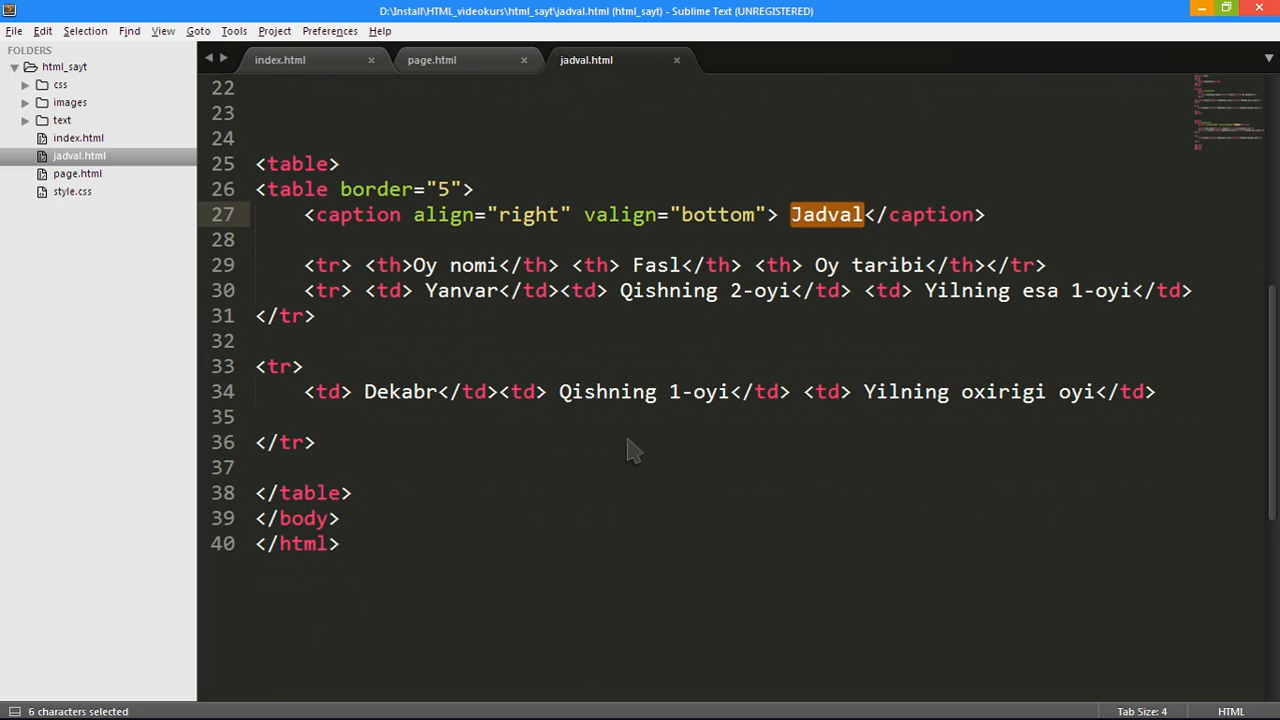 D:\Install\HTML_videokurs\html_sayt\jadval.html (html_sayt) - Sublime Text (UNREGISTERED)
File Edit Selection Find View Goto Tools Project Preferences Help
FOLDERS
html_sayt
css
images
text
index.html
jadval.html
page.html
style.css
index.html × page.html × jadval.html ×
22
23
24
25 <table>
26 <table border="5">
27 <caption align="right" valign="bottom"> Jadval</caption>
28
29 <tr> <th>Oy nomi</th> <th> Fasl</th> <th> Oy taribi</th></tr>
30 <tr> <td> Yanvar</td><td> Qishning 2-oyi</td> <td> Yilning esa 1-oyi</td>
31 </tr>
32
33 <tr>
34 <td> Dekabr</td><td> Qishning 1-oyi</td> <td> Yilning oxirigi oyi</td>
35
36 </tr>
37
38 </table>
39 </body>
40 </html>
6 characters selected
Tab Size: 4
HTML